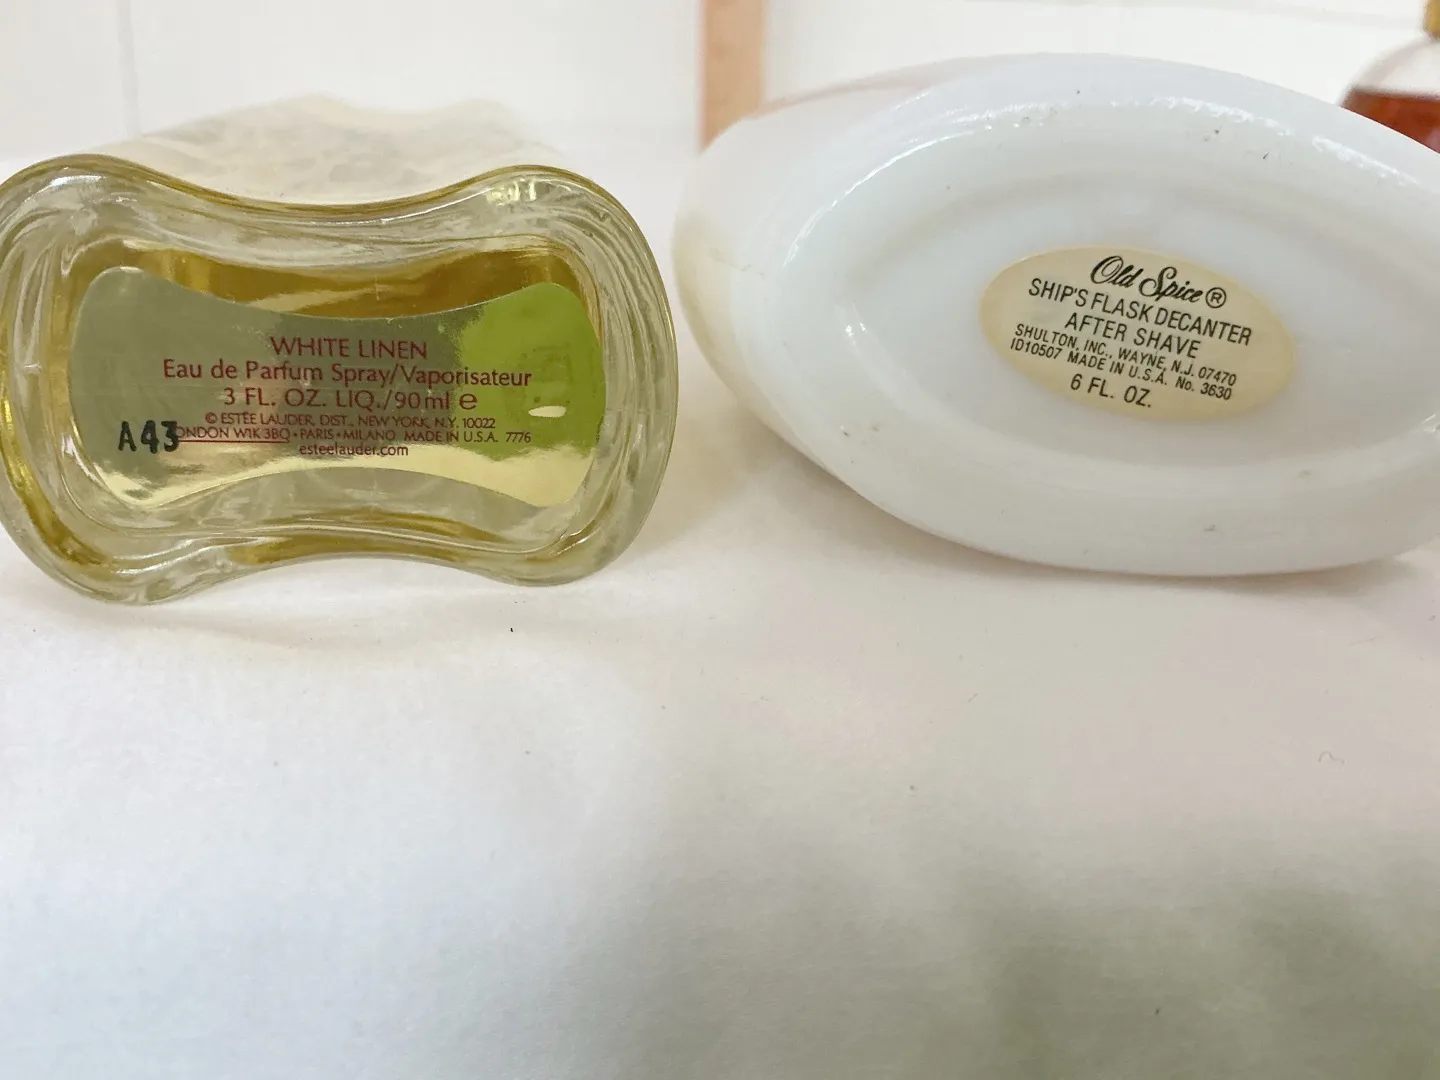 WHITE LINEN
Eau de Parfum Spray/Vaporisateur
3 FL. OZ. LIQ./90ml e
© ESTĒE LAUDER, DIST., NEW YORK, N.Y. 10022
A43
ONDON W1K 3BQ • PARIS • MILANO MADE IN U.S.A. 7776
esteelauder.com
Old Spice®
SHIP'S FLASK DECANTER
AFTER SHAVE
SHULTON, INC., WAYNE, N.J. 07470
ID10507 MADE IN U.S.A. No. 3630
6 FL. OZ.